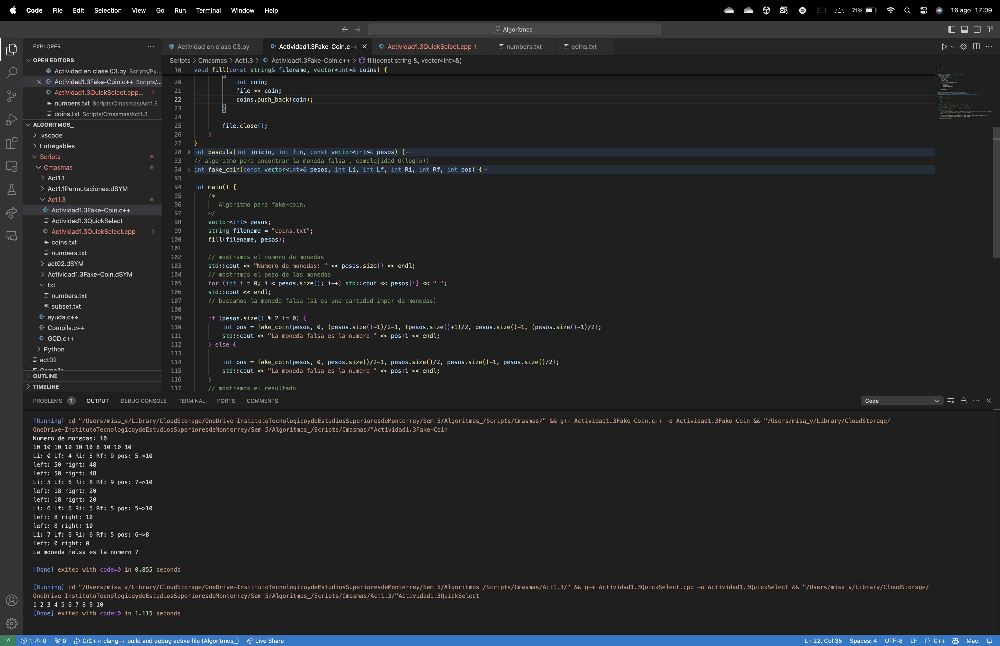 Code File Edit Selection View Go Run Terminal Window Help 71% 16 ago 17:09
Algoritmos_
EXPLORER
OPEN EDITORS
Actividad en clase 03.py Scripts/Py...
Actividad1.3Fake-Coin.c++ Scripts/...
Actividad1.3QuickSelect.cpp... 1
numbers.txt Scripts/Cmasmas/Act1.3
coins.txt Scripts/Cmasmas/Act1.3
ALGORITMOS_
.vscode
Entregables
Scripts
Cmasmas
Act1.1
Act1.1Permutaciones.dSYM
Act1.3
Actividad1.3Fake-Coin.c++
Actividad1.3QuickSelect
Actividad1.3QuickSelect.cpp 1
coins.txt
numbers.txt
act02.dSYM
Actividad1.3Fake-Coin.dSYM
txt
numbers.txt
subset.txt
ayuda.c++
Compila.c++
GCD.c++
Python
act02
Compila
OUTLINE
TIMELINE
Actividad en clase 03.py Actividad1.3Fake-Coin.c++ Actividad1.3QuickSelect.cpp 1 numbers.txt coins.txt
Scripts > Cmasmas > Act1.3 > Actividad1.3Fake-Coin.c++ > fill(const string &, vector<int>&)
10 void fill(const string& filename, vector<int>& coins) {
20 int coin;
21 file >> coin;
22 coins.push_back(coin);
23 }
24
25 file.close();
26 }
27 }
28 int bascula(int inicio, int fin, const vector<int>& pesos) {…
33 // algoritmo para encontrar la moneda falsa , complejidad O(log(n))
34 int fake_coin(const vector<int>& pesos, int Li, int Lf, int Ri, int Rf, int pos) {…
93
94 int main() {
95 /*
96 Algoritmo para fake-coin.
97 */
98 vector<int> pesos;
99 string filename = "coins.txt";
100 fill(filename, pesos);
101
102 // mostramos el numero de monedas
103 std::cout << "Numero de monedas: " << pesos.size() << endl;
104 // mostramos el peso de las monedas
105 for (int i = 0; i < pesos.size(); i++) std::cout << pesos[i] << " ";
106 std::cout << endl;
107 // buscamos la moneda falsa (si es una cantidad impar de monedas)
108
109 if (pesos.size() % 2 != 0) {
110 int pos = fake_coin(pesos, 0, (pesos.size()-1)/2-1, (pesos.size()+1)/2, pesos.size()-1, (pesos.size()-1)/2);
111 std::cout << "La moneda falsa es la numero " << pos+1 << endl;
112 } else {
113
114 int pos = fake_coin(pesos, 0, pesos.size()/2-1, pesos.size()/2, pesos.size()-1, pesos.size()/2);
115 std::cout << "La moneda falsa es la numero " << pos+1 << endl;
116 }
117 // mostramos el resultado
PROBLEMS 1 OUTPUT DEBUG CONSOLE TERMINAL PORTS COMMENTS Code
[Running] cd "/Users/misa_v/Library/CloudStorage/OneDrive-InstitutoTecnologicoydeEstudiosSuperioresdeMonterrey/Sem 5/Algoritmos_/Scripts/Cmasmas/" && g++ Actividad1.3Fake-Coin.c++ -o Actividad1.3Fake-Coin && "/Users/misa_v/Library/CloudStorage/
OneDrive-InstitutoTecnologicoydeEstudiosSuperioresdeMonterrey/Sem 5/Algoritmos_/Scripts/Cmasmas/"Actividad1.3Fake-Coin
Numero de monedas: 10
10 10 10 10 10 10 8 10 10 10
Li: 0 Lf: 4 Ri: 5 Rf: 9 pos: 5->10
left: 50 right: 48
left: 50 right: 48
Li: 5 Lf: 6 Ri: 8 Rf: 9 pos: 7->10
left: 18 right: 20
left: 18 right: 20
Li: 6 Lf: 6 Ri: 5 Rf: 5 pos: 5->10
left: 8 right: 10
left: 8 right: 10
Li: 7 Lf: 6 Ri: 6 Rf: 5 pos: 6->8
left: 0 right: 0
La moneda falsa es la numero 7
[Done] exited with code=0 in 0.855 seconds
[Running] cd "/Users/misa_v/Library/CloudStorage/OneDrive-InstitutoTecnologicoydeEstudiosSuperioresdeMonterrey/Sem 5/Algoritmos_/Scripts/Cmasmas/Act1.3/" && g++ Actividad1.3QuickSelect.cpp -o Actividad1.3QuickSelect && "/Users/misa_v/Library/CloudStorage/
OneDrive-InstitutoTecnologicoydeEstudiosSuperioresdeMonterrey/Sem 5/Algoritmos_/Scripts/Cmasmas/Act1.3/"Actividad1.3QuickSelect
1 2 3 4 5 6 7 8 9 10
[Done] exited with code=0 in 1.115 seconds
1 0 0 C/C++: clang++ build and debug active file (Algoritmos_) Live Share Ln 22, Col 35 Spaces: 4 UTF-8 LF {} C++ Mac